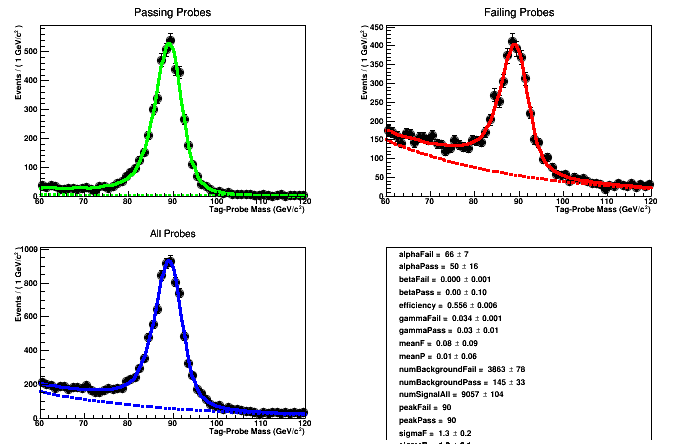 Passing Probes
Events / ( 1 GeV/c² )
500
400
300
200
100
0
60 70 80 90 100 110 120
Tag-Probe Mass (GeV/c²)
Failing Probes
Events / ( 1 GeV/c² )
450
400
350
300
250
200
150
100
50
0
60 70 80 90 100 110 120
Tag-Probe Mass (GeV/c²)
All Probes
Events / ( 1 GeV/c² )
1000
800
600
400
200
0
60 70 80 90 100 110 120
Tag-Probe Mass (GeV/c²)
alphaFail = 66 ± 7
alphaPass = 50 ± 16
betaFail = 0.000 ± 0.001
betaPass = 0.00 ± 0.10
efficiency = 0.556 ± 0.006
gammaFail = 0.034 ± 0.001
gammaPass = 0.03 ± 0.01
meanF = 0.08 ± 0.09
meanP = 0.01 ± 0.06
numBackgroundFail = 3863 ± 78
numBackgroundPass = 145 ± 33
numSignalAll = 9057 ± 104
peakFail = 90
peakPass = 90
sigmaF = 1.3 ± 0.2